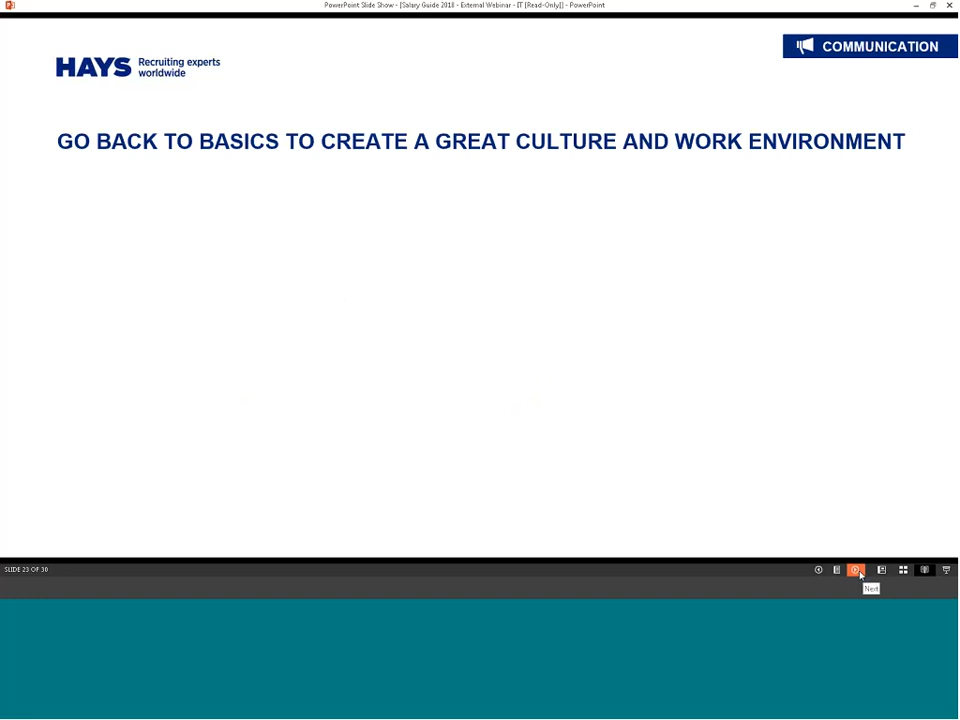 PowerPoint Slide Show - [Salary Guide 2018 - External Webinar - IT [Read-Only]] - PowerPoint
COMMUNICATION
HAYS Recruiting experts
worldwide
GO BACK TO BASICS TO CREATE A GREAT CULTURE AND WORK ENVIRONMENT
SLIDE 23 OF 30
Next